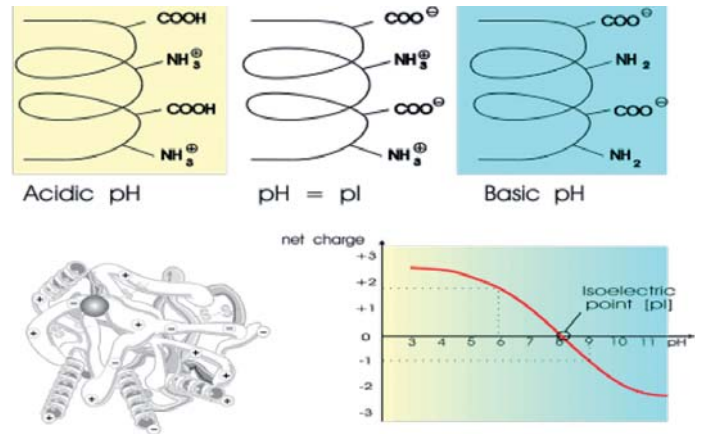 COOH
NH3⊕
COOH
NH3⊕
Acidic pH
COO⊖
NH3⊕
COO⊖
NH3⊕
pH = pI
COO⊖
NH2
COO⊖
NH2
Basic pH
net charge
+3
+2
+1
0
-1
-2
-3
3 4 5 6 7 8 9 10 11 pH
Isoelectric
point [pI]